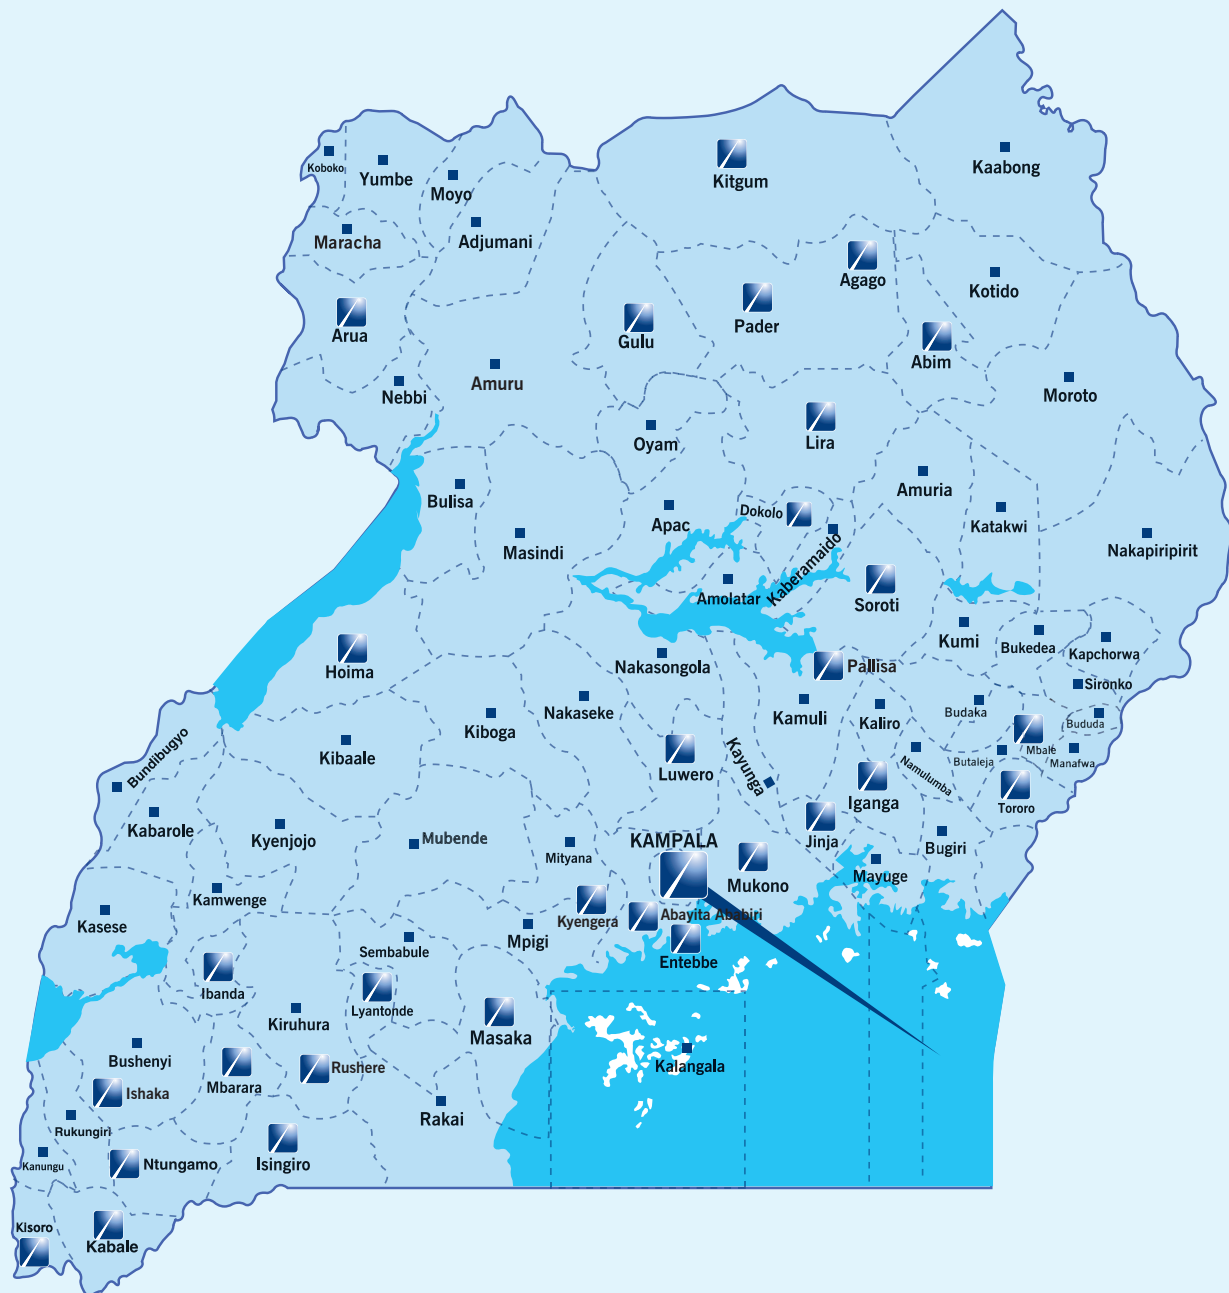 Kaabong
Kitgum
Koboko
Yumbe
Moyo
Maracha
Adjumani
Agago
Kotido
Arua
Gulu
Pader
Abim
Nebbi
Amuru
Moroto
Oyam
Lira
Bulisa
Amuria
Apac
Dokolo
Katakwi
Masindi
Kaberamaido
Nakapiripirit
Amolatar
Soroti
Kumi
Bukedea
Kapchorwa
Hoima
Nakasongola
Pallisa
Sironko
Nakaseke
Kamuli
Kaliro
Budaka
Bududa
Kiboga
Bundibugyo
Kibaale
Luwero
Kayunga
Namulumba
Butaleja
Mbale
Manafwa
Iganga
Tororo
Kabarole
Kyenjojo
Mubende
Mityana
KAMPALA
Jinja
Bugiri
Mukono
Mayuge
Kamwenge
Kasese
Kyengera
Abayita Ababiri
Sembabule
Mpigi
Entebbe
Ibanda
Lyantonde
Kiruhura
Masaka
Bushenyi
Mbarara
Rushere
Kalangala
Ishaka
Rakai
Rukungiri
Kanungu
Ntungamo
Isingiro
Kisoro
Kabale